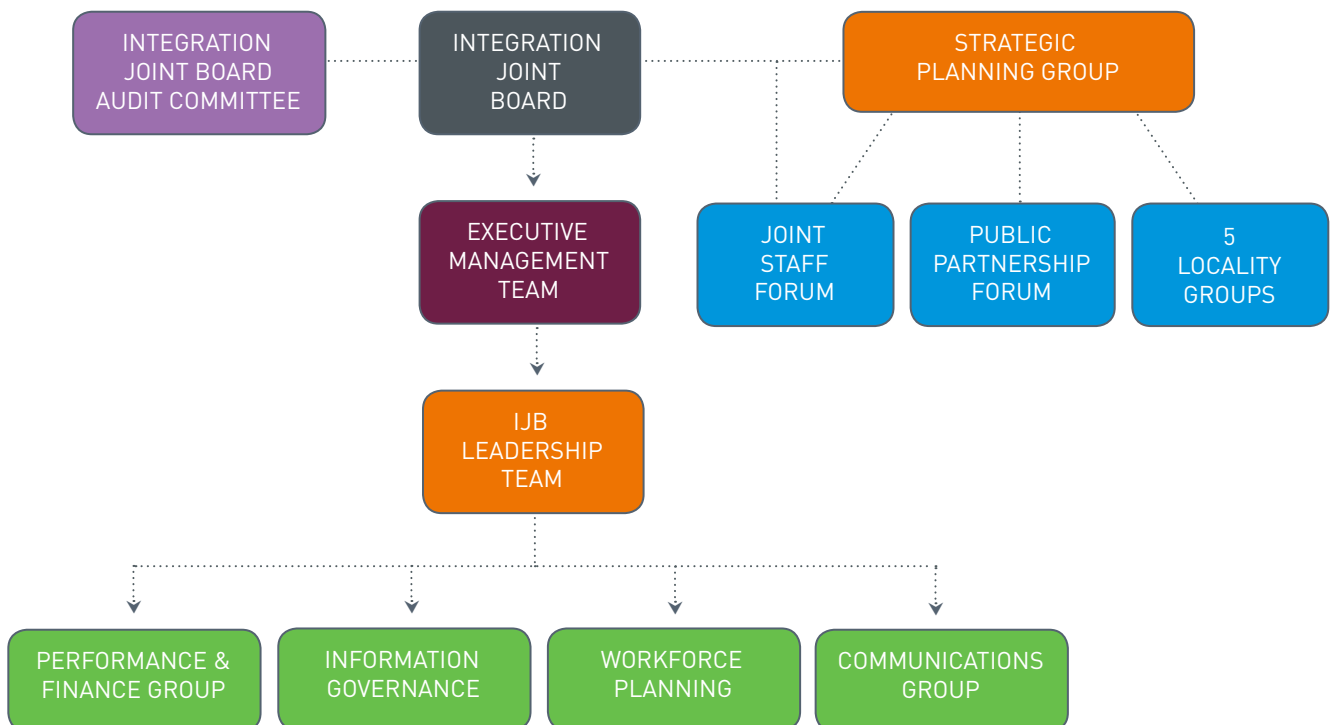 INTEGRATION
JOINT BOARD
AUDIT COMMITTEE
INTEGRATION
JOINT
BOARD
STRATEGIC
PLANNING GROUP
EXECUTIVE
MANAGEMENT
TEAM
JOINT
STAFF
FORUM
PUBLIC
PARTNERSHIP
FORUM
5
LOCALITY
GROUPS
IJB
LEADERSHIP
TEAM
PERFORMANCE &
FINANCE GROUP
INFORMATION
GOVERNANCE
WORKFORCE
PLANNING
COMMUNICATIONS
GROUP